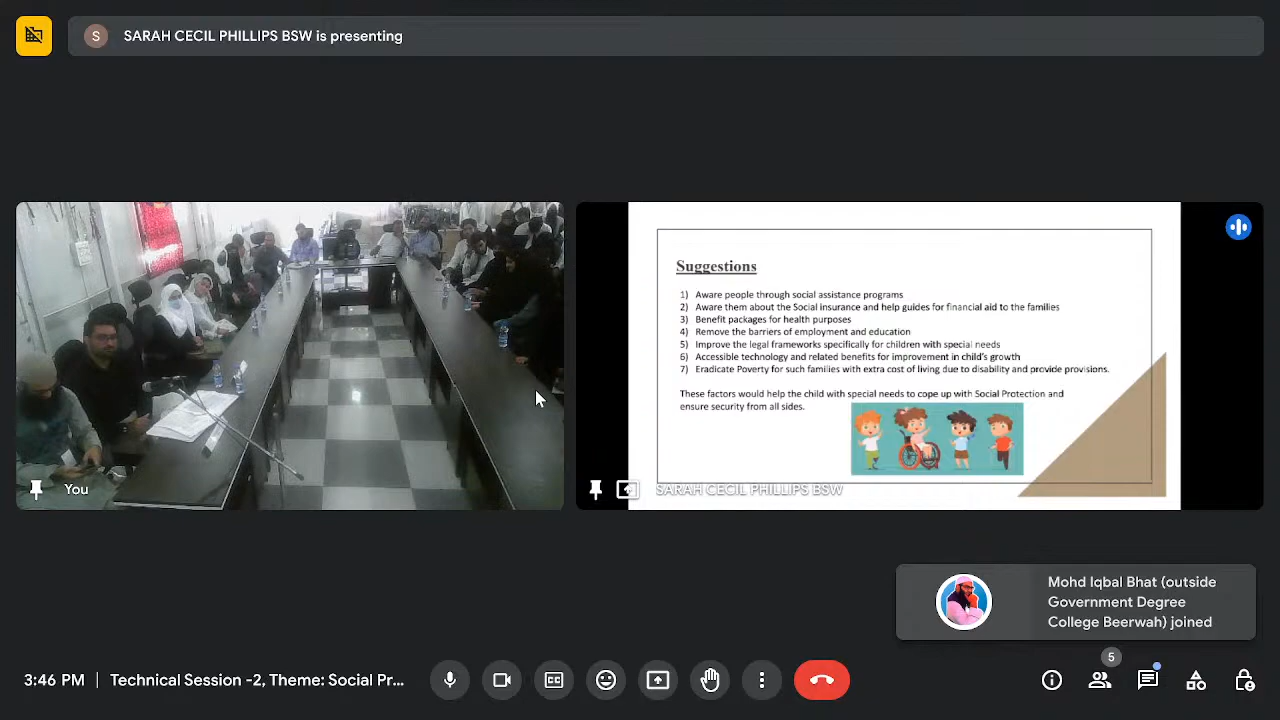 S
SARAH CECIL PHILLIPS BSW is presenting
You
Suggestions
1) Aware people through social assistance programs
2) Aware them about the Social insurance and help guides for financial aid to the families
3) Benefit packages for health purposes
4) Remove the barriers of employment and education
5) Improve the legal frameworks specifically for children with special needs
6) Accessible technology and related benefits for improvement in child's growth
7) Eradicate Poverty for such families with extra cost of living due to disability and provide provisions.
These factors would help the child with special needs to cope up with Social Protection and
ensure security from all sides.
SARAH CECIL PHILLIPS BSW
Mohd Iqbal Bhat (outside
Government Degree
College Beerwah) joined
3:46 PM | Technical Session -2, Theme: Social Pr...
5